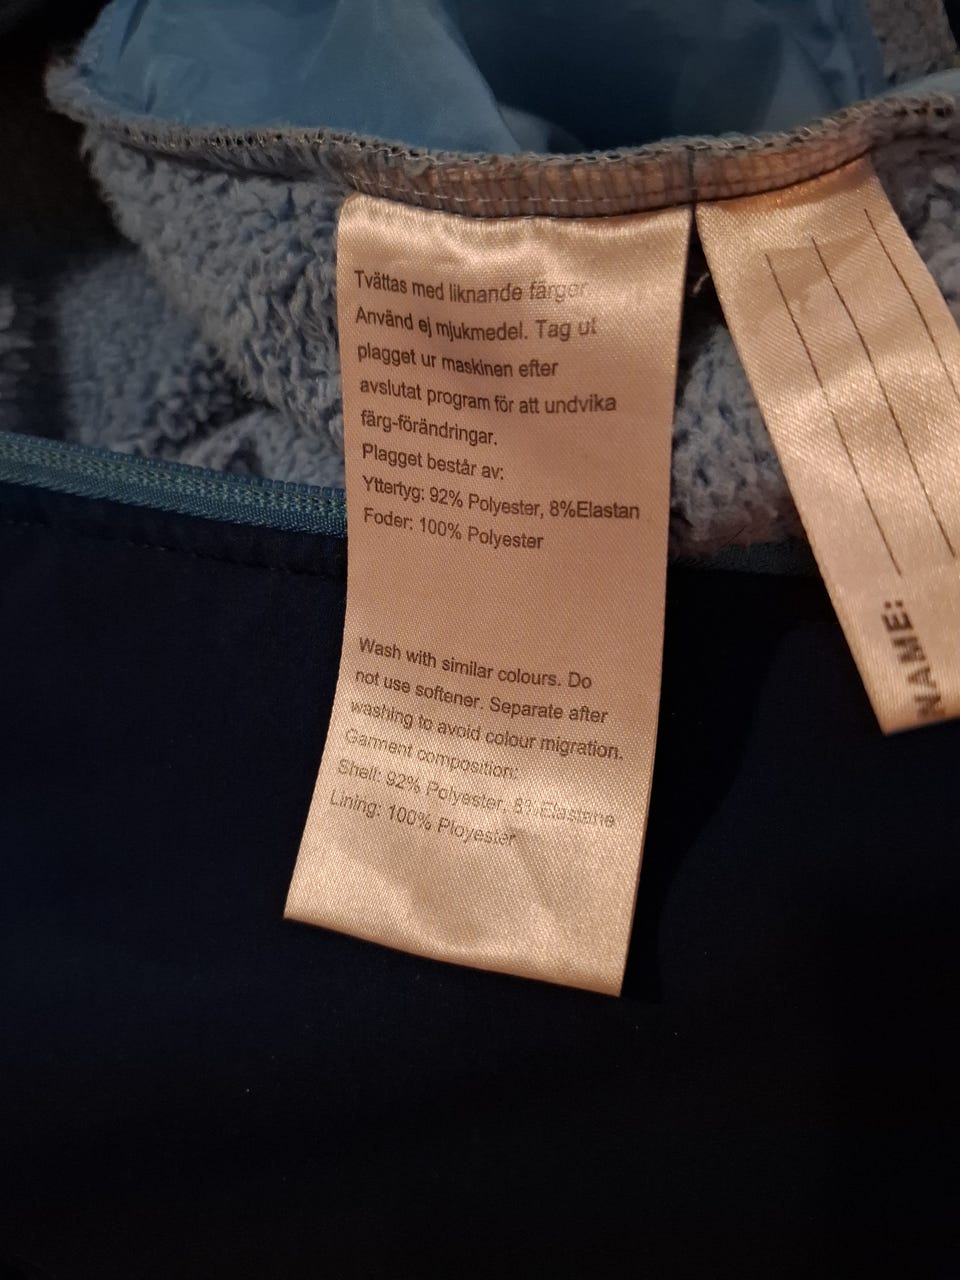 Tvättas med liknande färger
Använd ej mjukmedel. Tag ut
plagget ur maskinen efter
avslutat program för att undvika
färg-förändringar.
Plagget består av:
Yttertyg: 92% Polyester, 8%Elastan
Foder: 100% Polyester
Wash with similar colours. Do
not use softener. Separate after
washing to avoid colour migration.
Garment composition:
Shell: 92% Polyester, 8%Elastane
Lining: 100% Ployester
NAME: